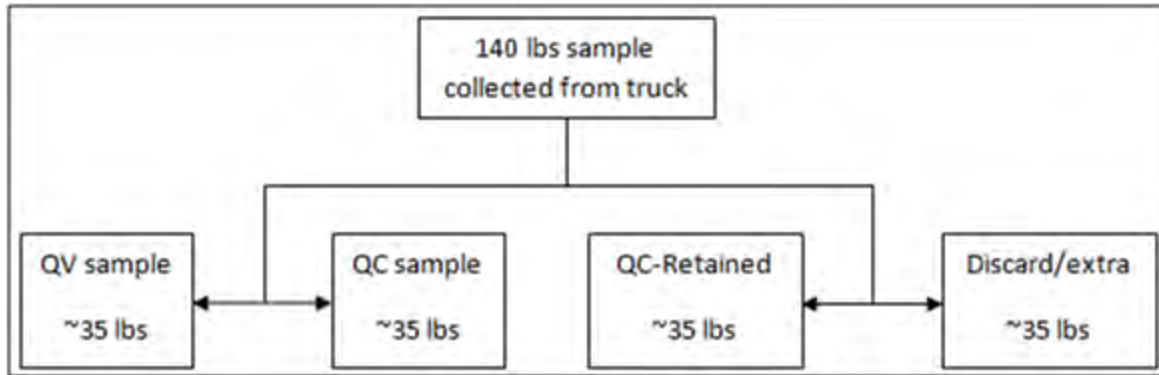 140 lbs sample
collected from truck
QV sample
~35 lbs
QC sample
~35 lbs
QC-Retained
~35 lbs
Discard/extra
~35 lbs